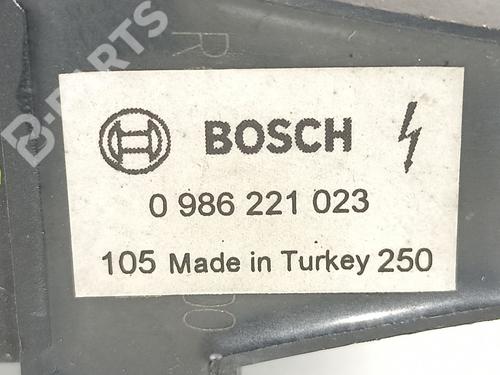 B-PARTS
BOSCH
0 986 221 023
105 Made in Turkey 250